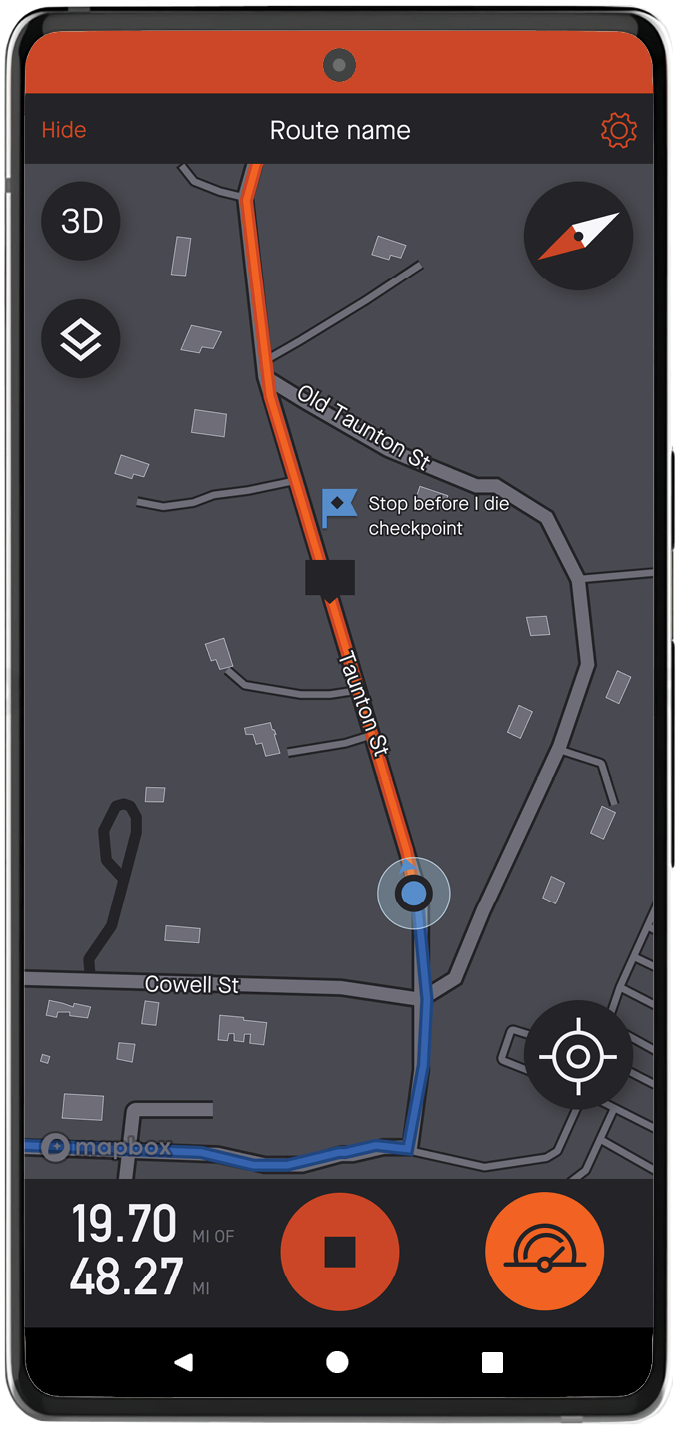 Hide
Route name
3D
Old Taunton St
Stop before I die
checkpoint
Taunton St
Cowell St
mapbox
19.70 MI OF
48.27 MI